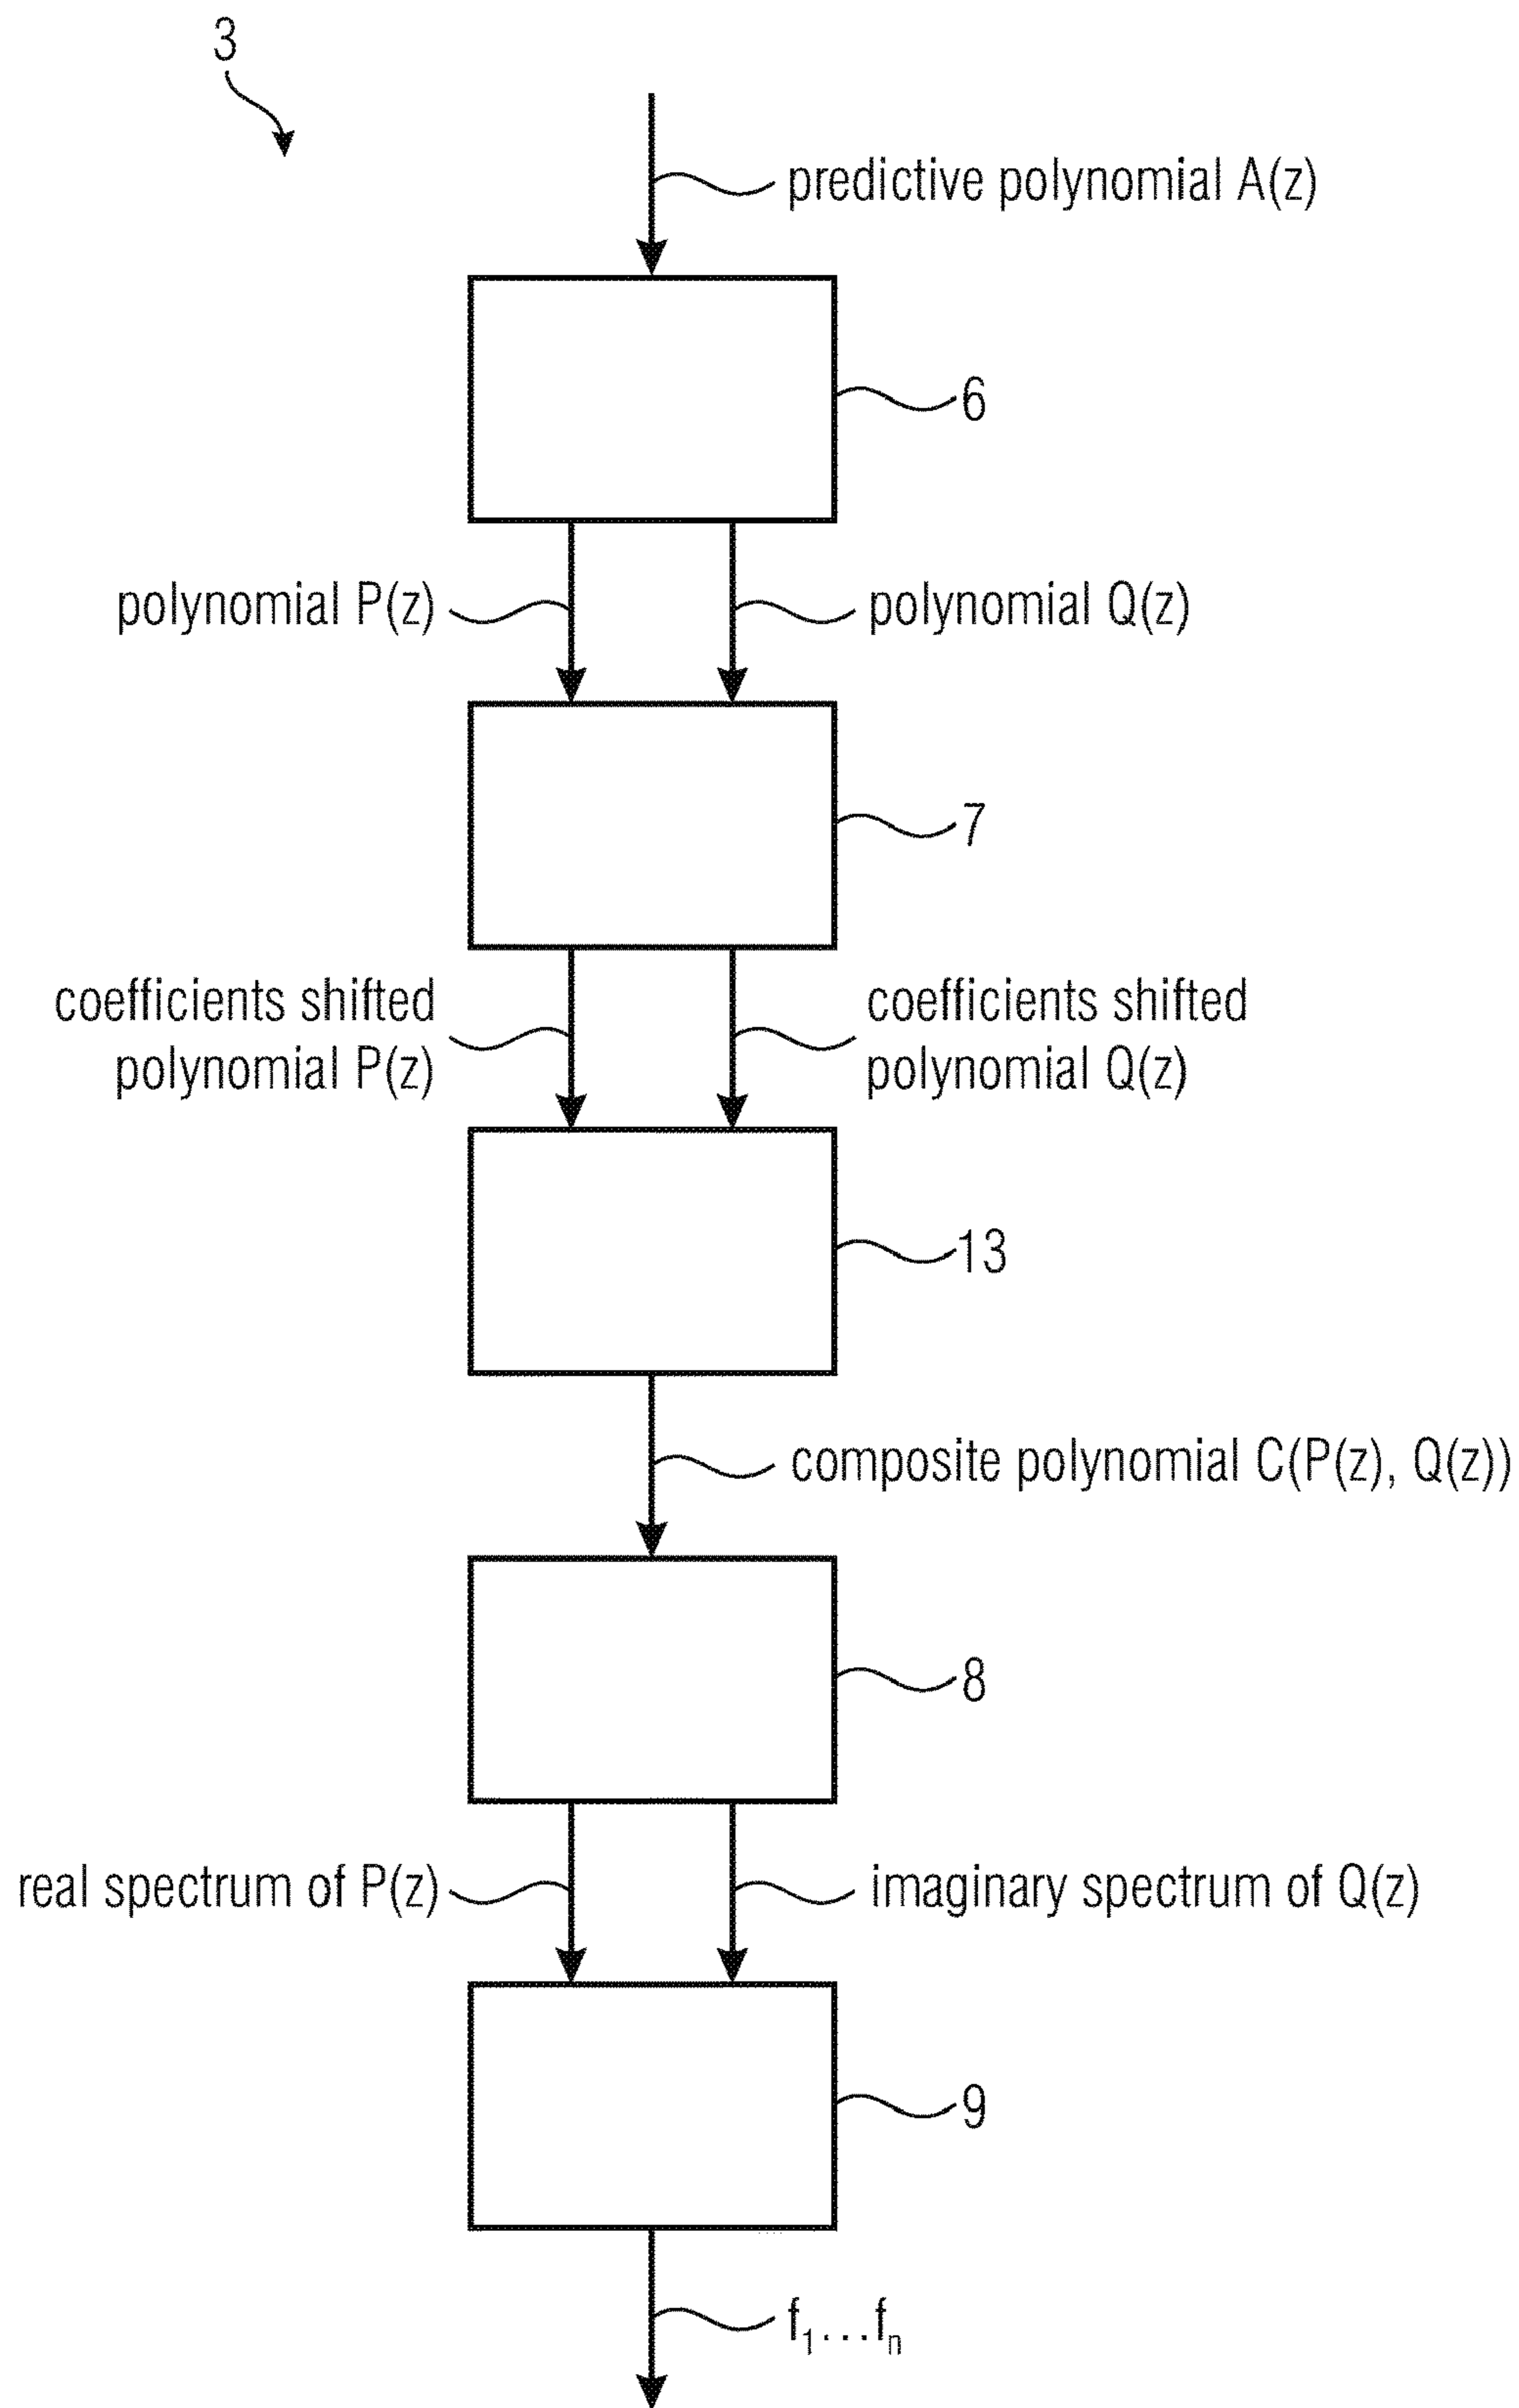 3
predictive polynomial A(z)
6
polynomial P(z)
polynomial Q(z)
7
coefficients shifted
polynomial P(z)
coefficients shifted
polynomial Q(z)
13
composite polynomial C(P(z), Q(z))
8
real spectrum of P(z)
imaginary spectrum of Q(z)
9
f₁...fₙ